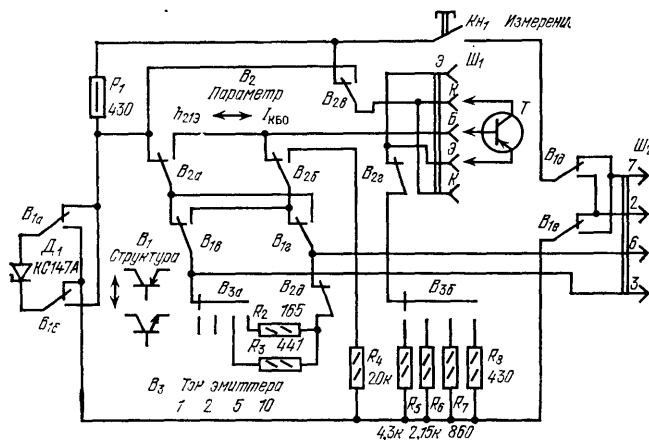 Кн1 Измерени
Э Ш1
В2
Параметр
h21Э IКБО
P1
430
В2в
К
Б
Э
К
Т
В2а
В2б
В2г
В1д
В1е
Ш1
7
2
6
3
В1а
Д1
КС147А
Б1Е
В1
Структура
В1в
В1г
В3а
В2д
В3б
R2 165
R3 441
R4
20к
R5 R6 R7
R8
430
В3 Ток эмиттера
1 2 5 10
4,3к 2,15к 860